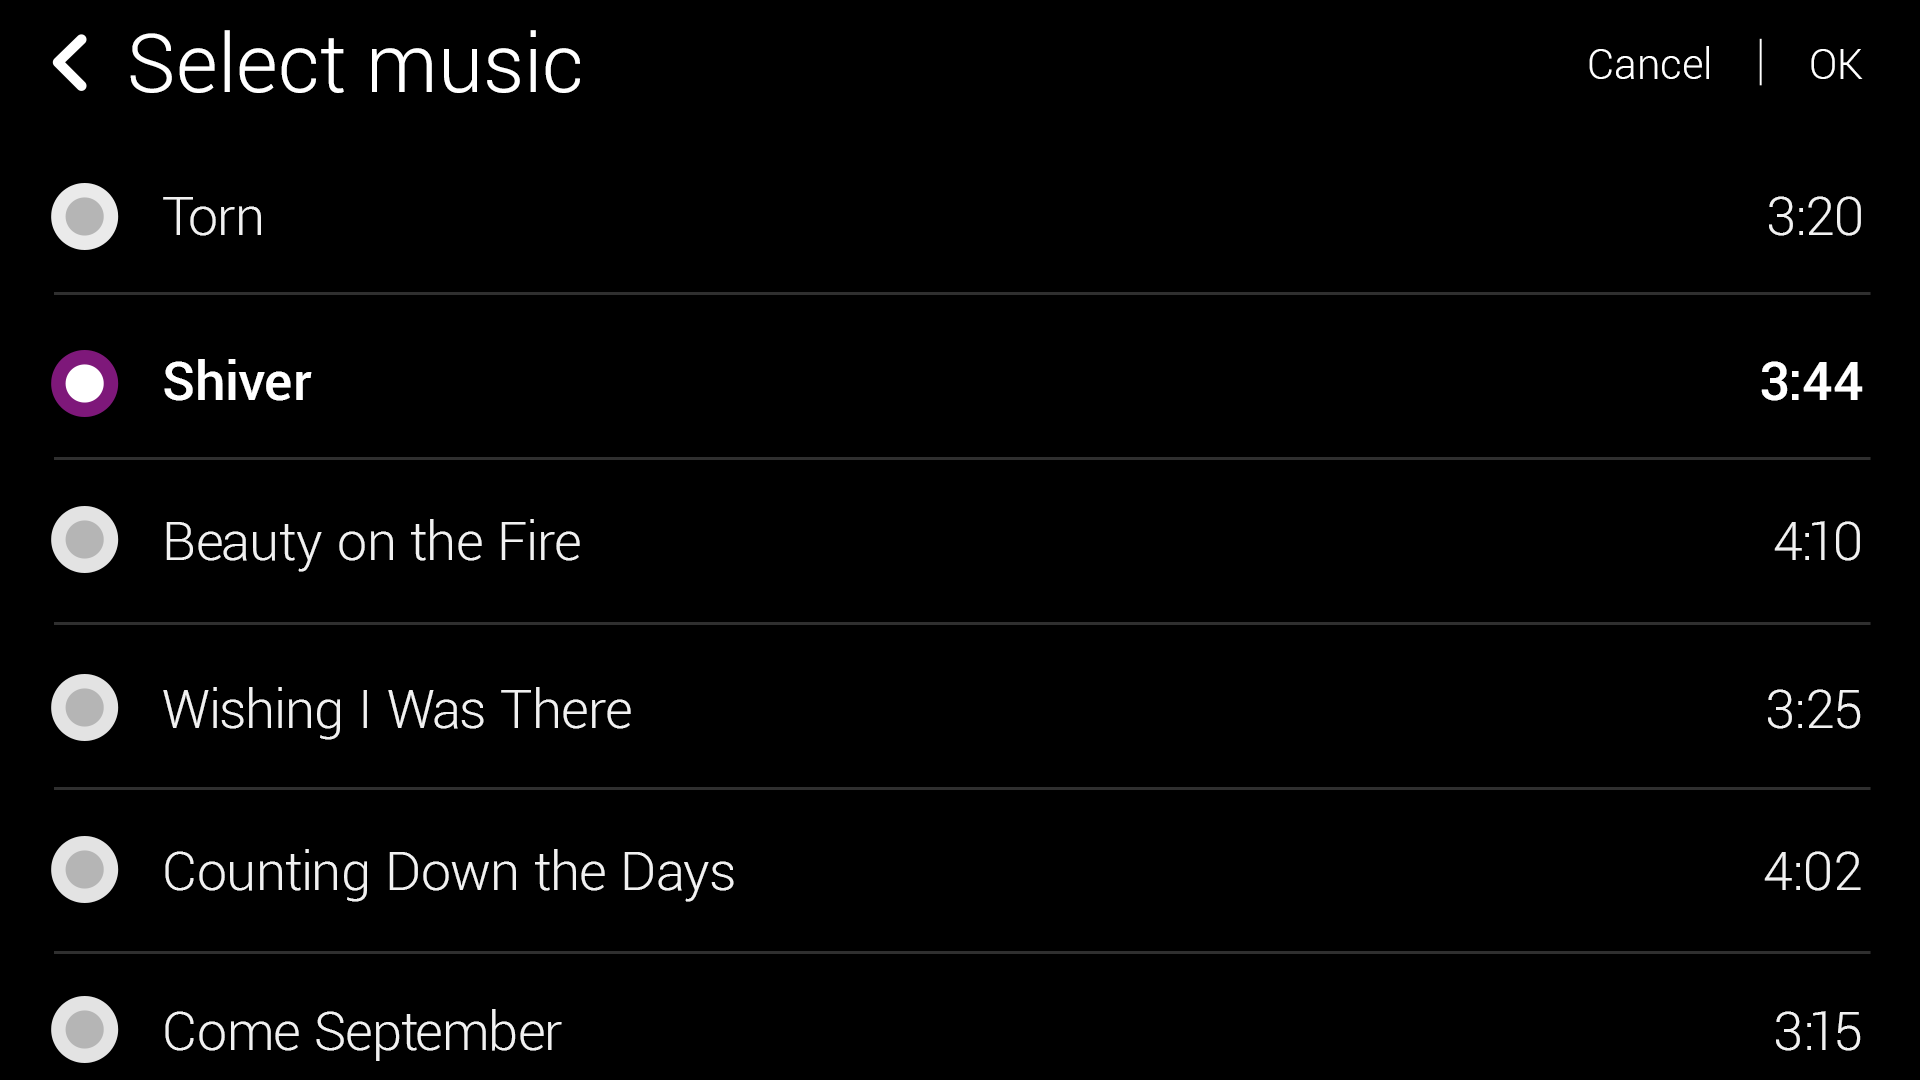 Select music
Cancel | OK
Torn 3:20
Shiver 3:44
Beauty on the Fire 4:10
Wishing I Was There 3:25
Counting Down the Days 4:02
Come September 3:15